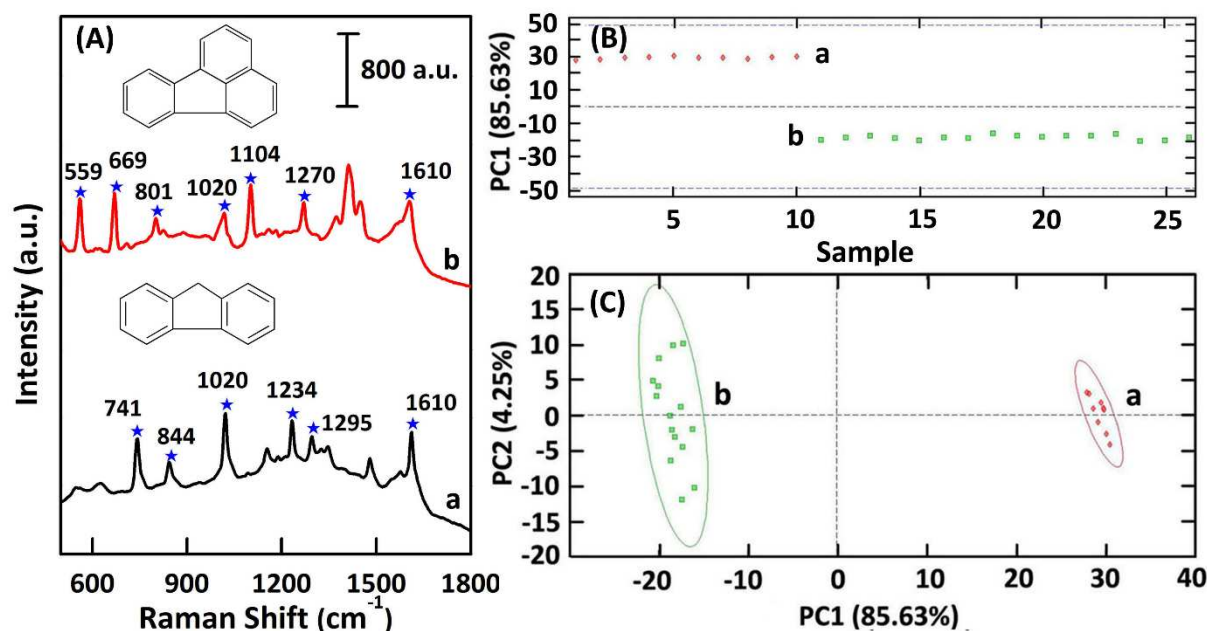 (A)
800 a.u.
559
669
801
1020
1104
1270
1610
b
741
844
1020
1234
1295
1610
a
Intensity (a.u.)
600 900 1200 1500 1800
Raman Shift (cm-1)
(B)
a
b
50
30
10
-10
-30
-50
PC1 (85.63%)
5 10 15 20 25
Sample
(C)
b
a
20
15
10
5
0
-5
-10
-15
-20
PC2 (4.25%)
-20 -10 0 10 20 30 40
PC1 (85.63%)